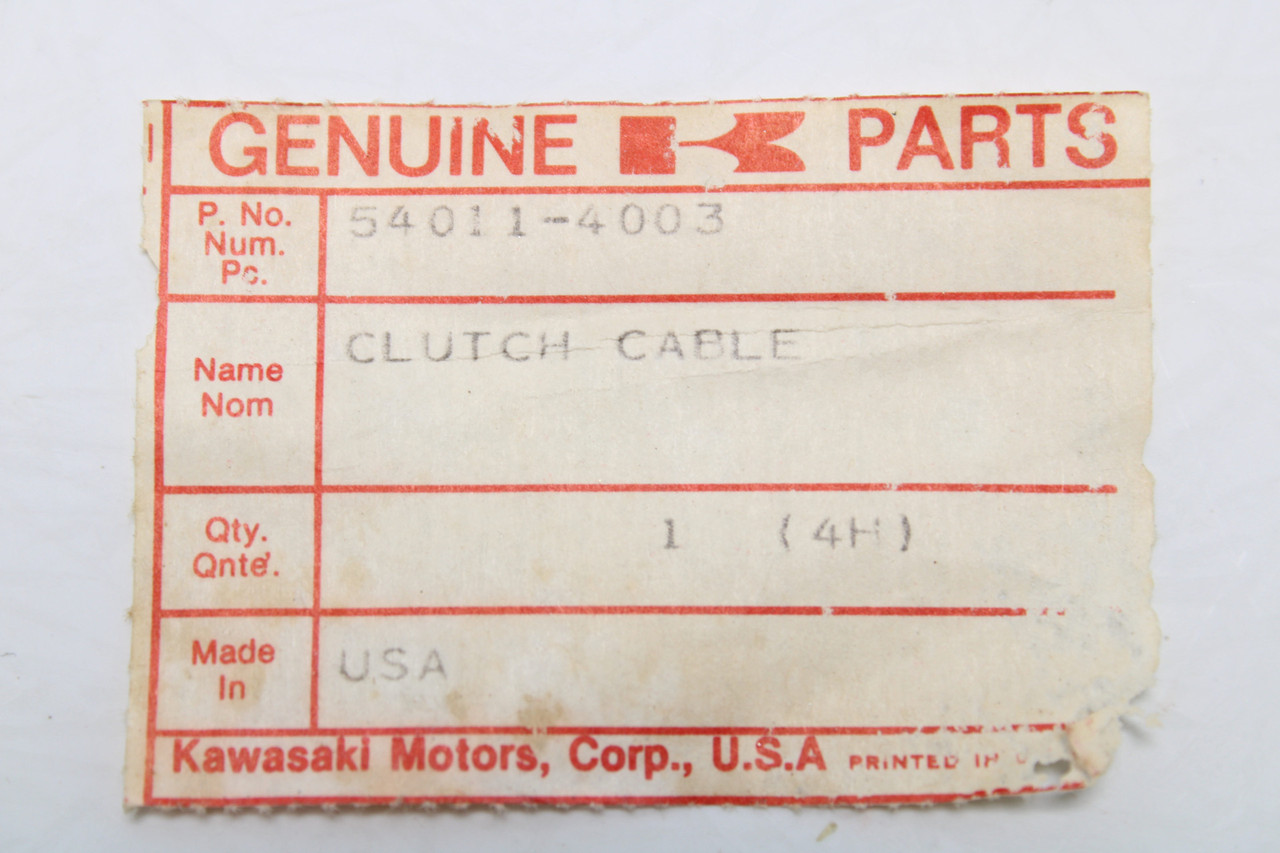 GENUINE K PARTS
P. No.
Num.
Pc.
54011-4003
Name
Nom
CLUTCH CABLE
Qty.
Qnte'.
1 (4H)
Made
In
USA
Kawasaki Motors, Corp., U.S.A PRINTED IN